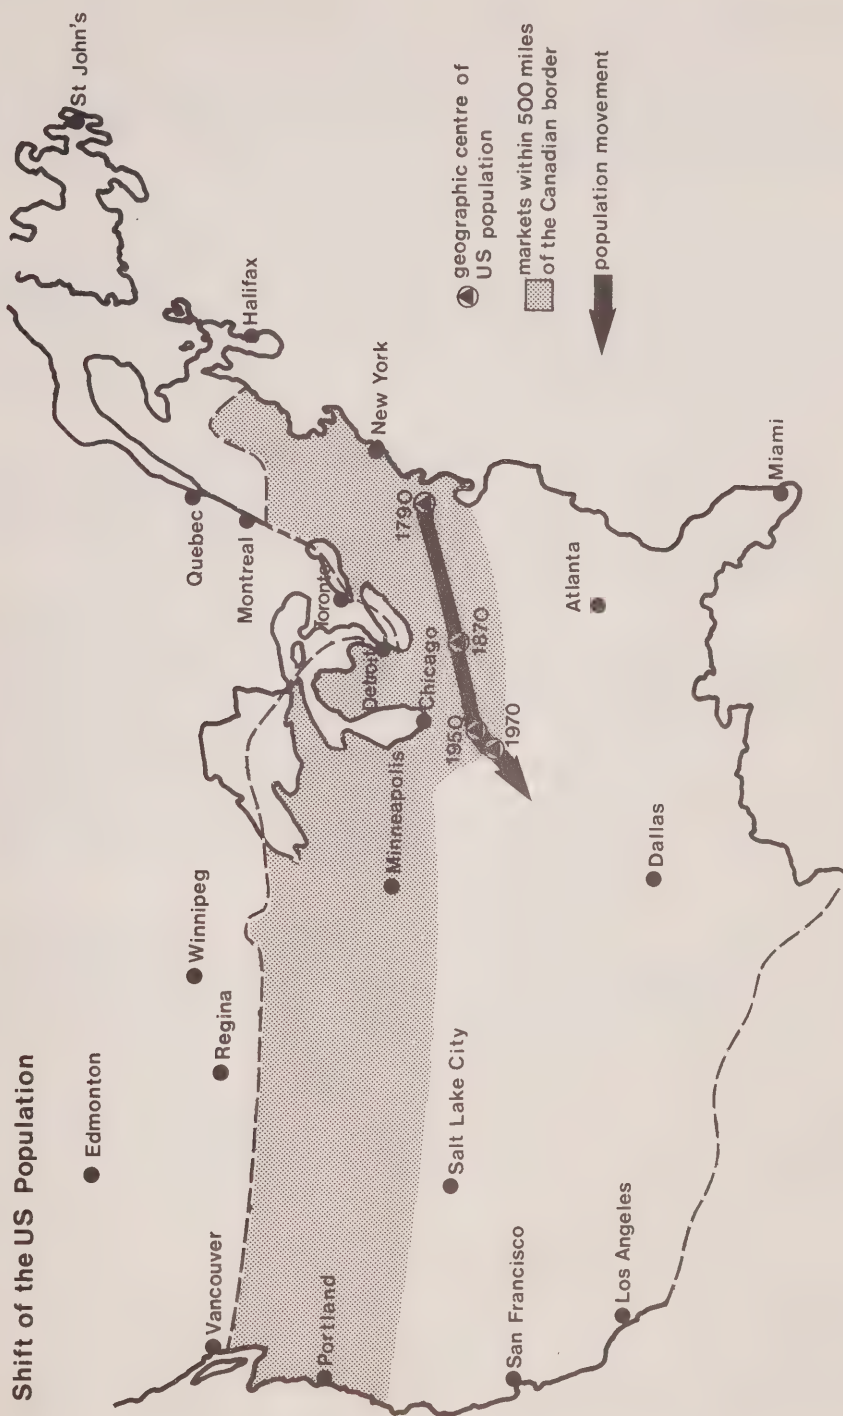 Shift of the US Population
Edmonton
St John's
Vancouver
Regina
Winnipeg
Quebec
Montreal
Halifax
Portland
Minneapolis
Toronto
Detroit
Chicago
New York
1790
1870
1950
1970
Salt Lake City
San Francisco
Los Angeles
Dallas
Atlanta
Miami
geographic centre of
US population
markets within 500 miles
of the Canadian border
population movement